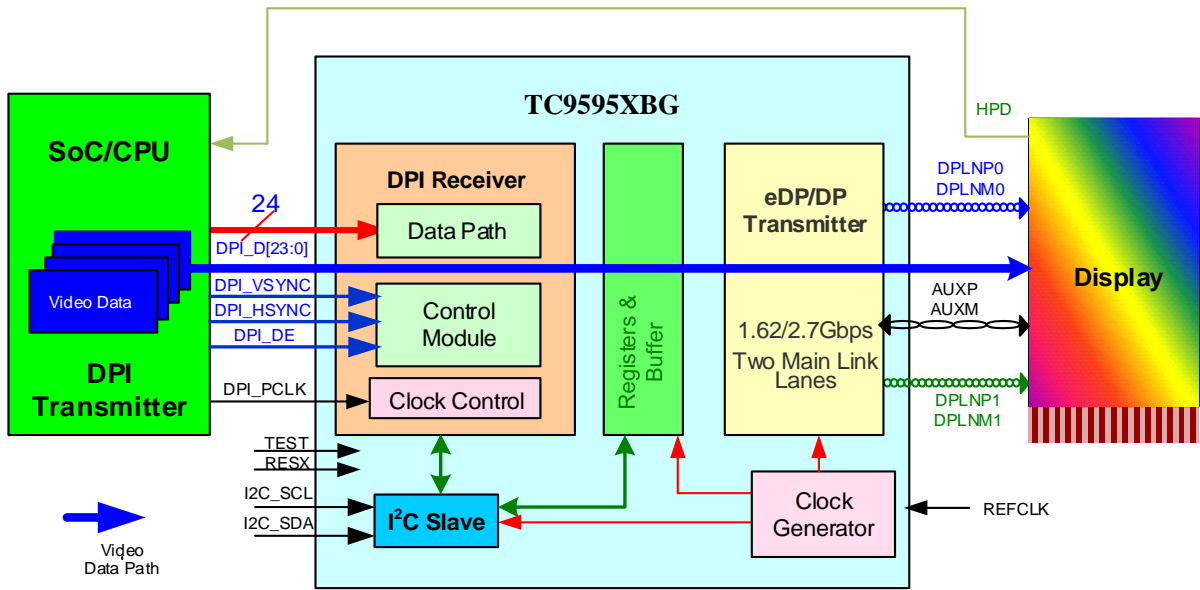 TC9595XBG
HPD
SoC/CPU
Video Data
DPI
Transmitter
24
DPI_D[23:0]
DPI_VSYNC
DPI_HSYNC
DPI_DE
DPI_PCLK
TEST
RESX
I2C_SCL
I2C_SDA
DPI Receiver
Data Path
Control
Module
Clock Control
I²C Slave
Registers &
Buffer
eDP/DP
Transmitter
1.62/2.7Gbps
Two Main Link
Lanes
Clock
Generator
DPLNP0
DPLNM0
AUXP
AUXM
DPLNP1
DPLNM1
REFCLK
Display
Video
Data Path